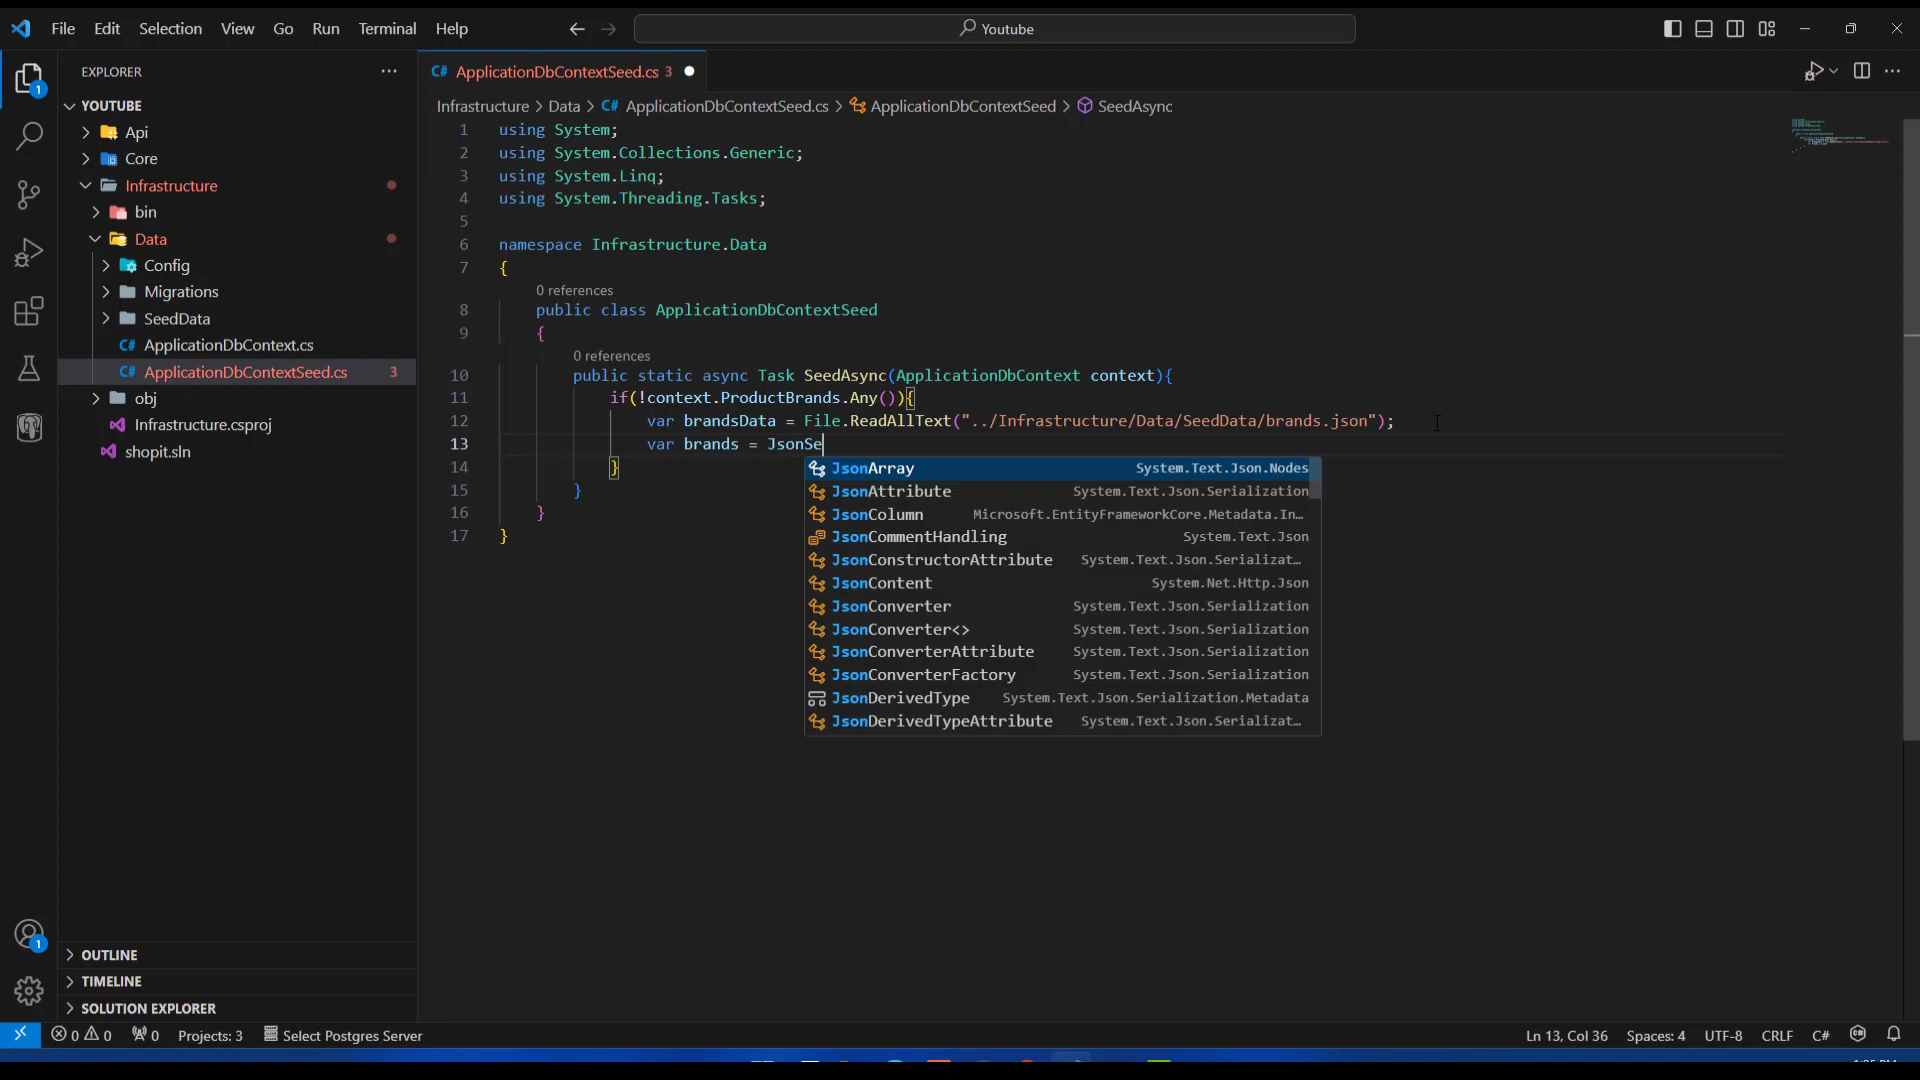 File Edit Selection View Go Run Terminal Help
Youtube
EXPLORER
ApplicationDbContextSeed.cs 3
YOUTUBE
Api
Core
Infrastructure
bin
Data
Config
Migrations
SeedData
ApplicationDbContext.cs
ApplicationDbContextSeed.cs 3
obj
Infrastructure.csproj
shopit.sln
OUTLINE
TIMELINE
SOLUTION EXPLORER
1
1
Infrastructure > Data > ApplicationDbContextSeed.cs > ApplicationDbContextSeed > SeedAsync
1 using System;
2 using System.Collections.Generic;
3 using System.Linq;
4 using System.Threading.Tasks;
5
6 namespace Infrastructure.Data
7 {
0 references
8 public class ApplicationDbContextSeed
9 {
0 references
10 public static async Task SeedAsync(ApplicationDbContext context){
11 if(!context.ProductBrands.Any()){
12 var brandsData = File.ReadAllText("../Infrastructure/Data/SeedData/brands.json");
13 var brands = JsonSe
14 }
15 }
16 }
17 }
JsonArray System.Text.Json.Nodes
JsonAttribute System.Text.Json.Serialization
JsonColumn Microsoft.EntityFrameworkCore.Metadata.In…
JsonCommentHandling System.Text.Json
JsonConstructorAttribute System.Text.Json.Serializat…
JsonContent System.Net.Http.Json
JsonConverter System.Text.Json.Serialization
JsonConverter<> System.Text.Json.Serialization
JsonConverterAttribute System.Text.Json.Serialization
JsonConverterFactory System.Text.Json.Serialization
JsonDerivedType System.Text.Json.Serialization.Metadata
JsonDerivedTypeAttribute System.Text.Json.Serializat…
0 0 0 Projects: 3 Select Postgres Server Ln 13, Col 36 Spaces: 4 UTF-8 CRLF C#